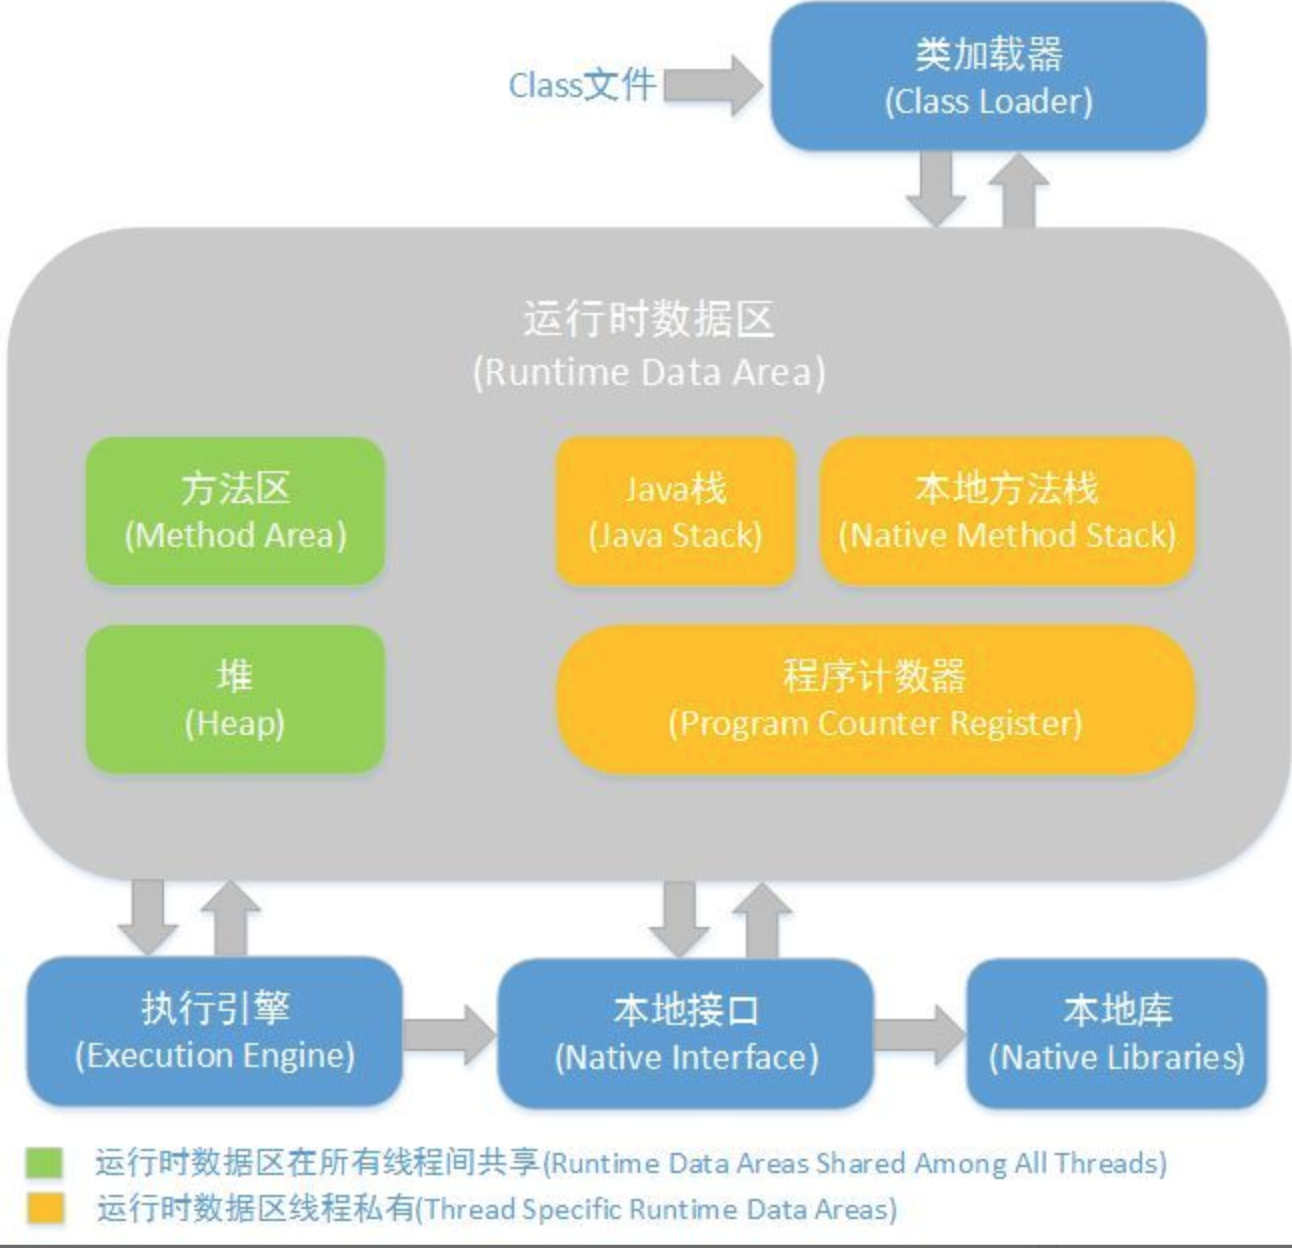 Class文件
类加载器
(Class Loader)
运行时数据区
(Runtime Data Area)
方法区
(Method Area)
Java栈
(Java Stack)
本地方法栈
(Native Method Stack)
堆
(Heap)
程序计数器
(Program Counter Register)
执行引擎
(Execution Engine)
本地接口
(Native Interface)
本地库
(Native Libraries)
运行时数据区在所有线程间共享(Runtime Data Areas Shared Among All Threads)
运行时数据区线程私有(Thread Specific Runtime Data Areas)